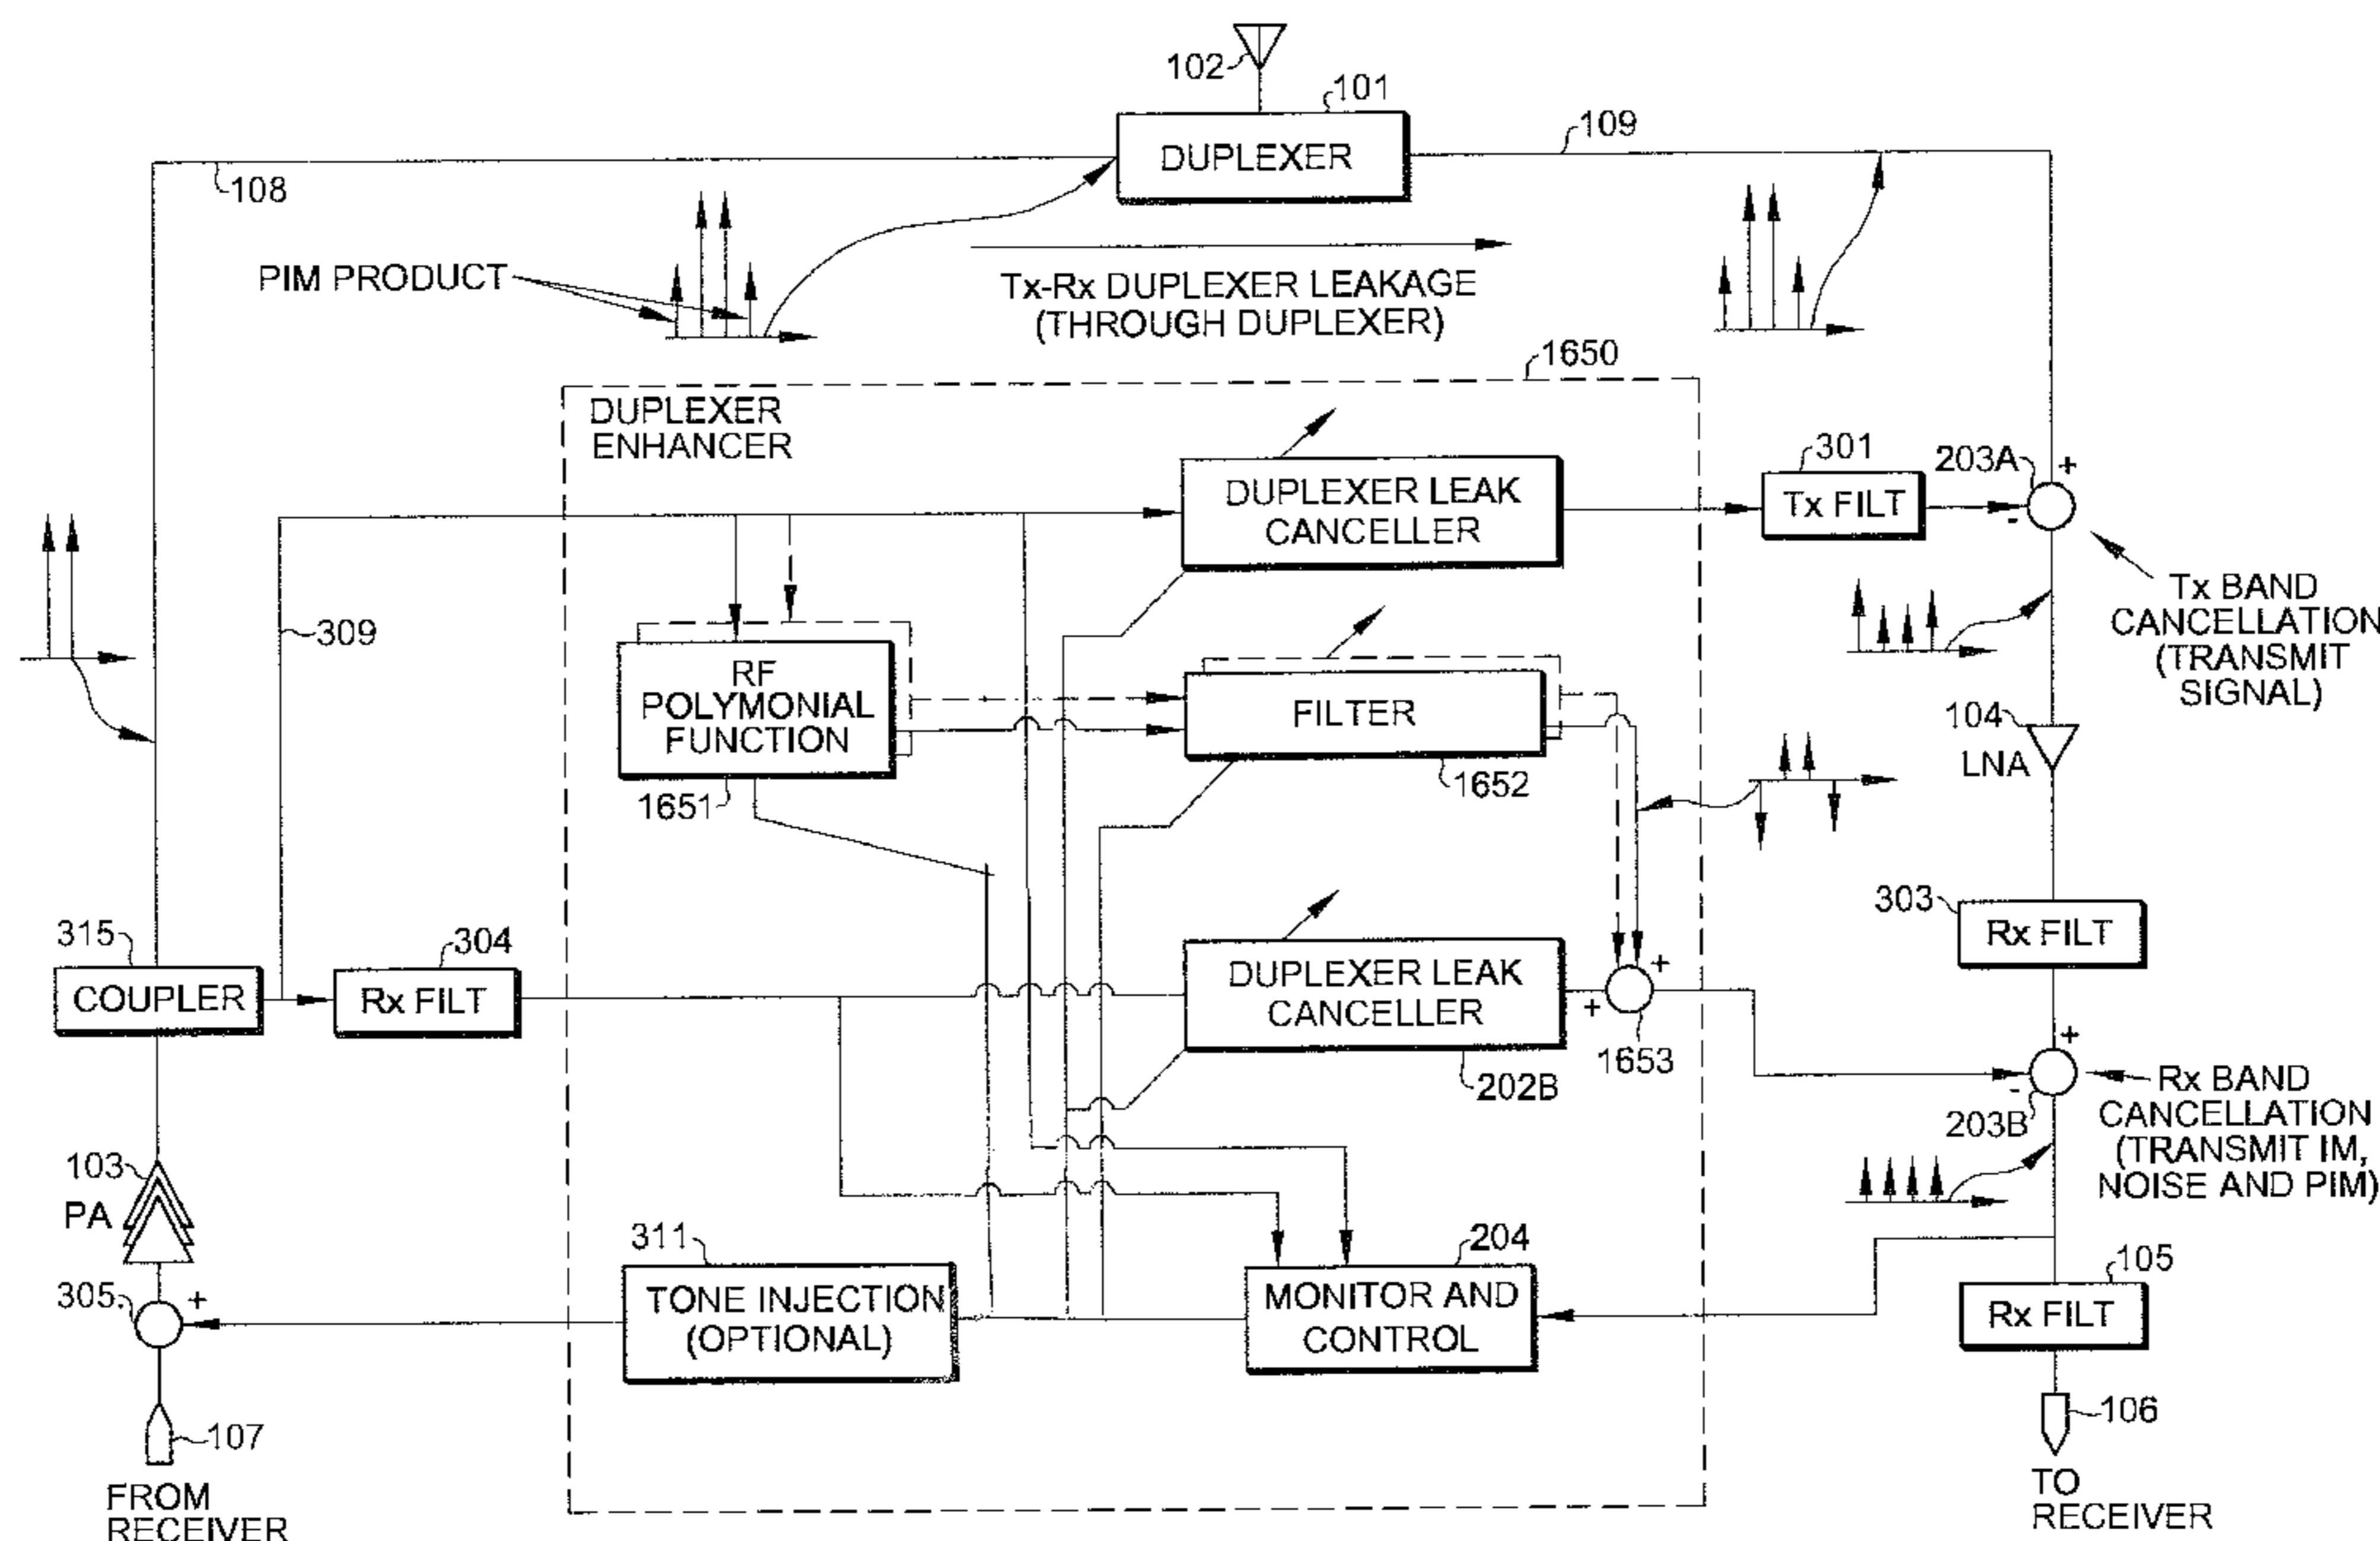 102
101
DUPLEXER
109
108
PIM PRODUCT
Tx-Rx DUPLEXER LEAKAGE
(THROUGH DUPLEXER)
1650
DUPLEXER
ENHANCER
DUPLEXER LEAK
CANCELLER
301
Tx FILT
203A
+
-
Tx BAND
CANCELLATION
(TRANSMIT
SIGNAL)
309
RF
POLYMONIAL
FUNCTION
1651
FILTER
1652
104
LNA
303
Rx FILT
315
COUPLER
304
Rx FILT
DUPLEXER LEAK
CANCELLER
202B
+
+
1653
+
-
203B
Rx BAND
CANCELLATION
(TRANSMIT IM,
NOISE AND PIM)
103
PA
305
+
311
TONE INJECTION
(OPTIONAL)
204
MONITOR AND
CONTROL
105
Rx FILT
107
FROM
RECEIVER
106
TO
RECEIVER